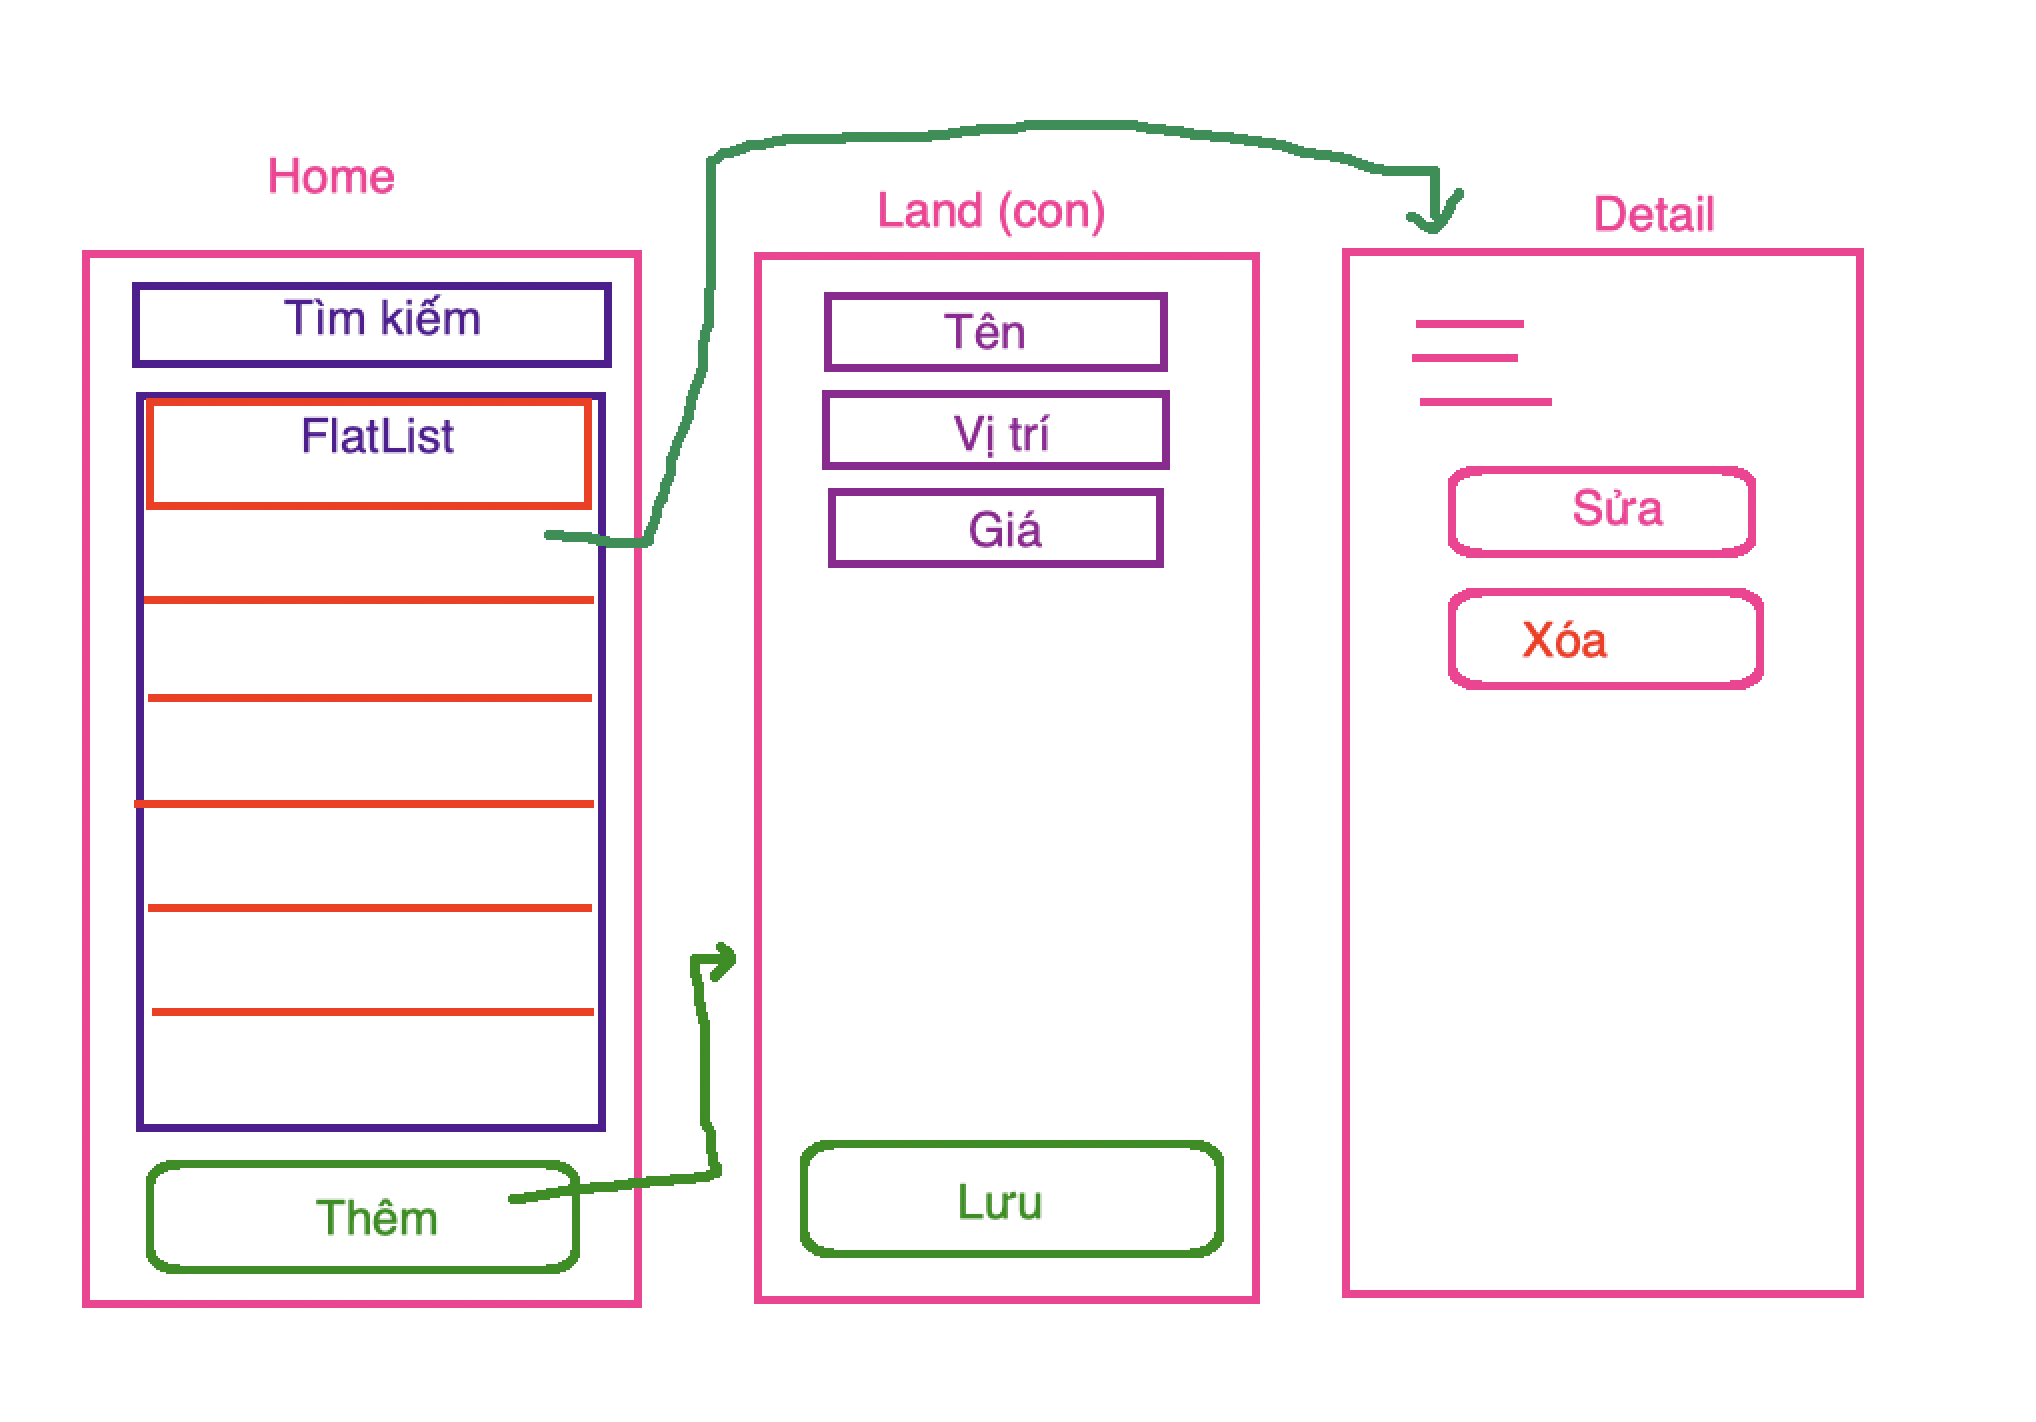 Home
Tìm kiếm
FlatList
Thêm
Land (con)
Tên
Vị trí
Giá
Lưu
Detail
Sửa
Xóa